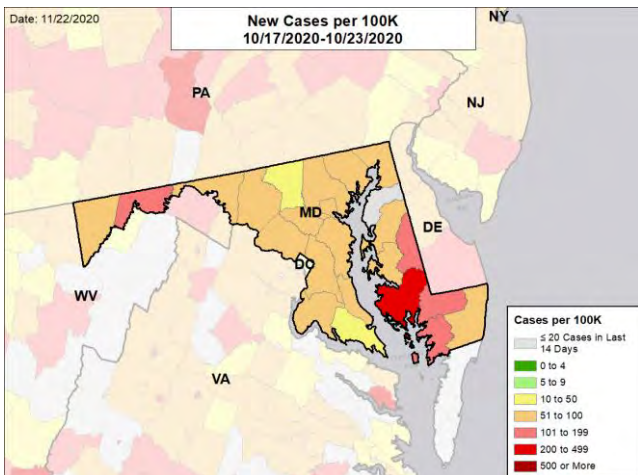 Date: 11/22/2020
New Cases per 100K
10/17/2020-10/23/2020
NY
PA
NJ
MD
DE
DC
WV
VA
Cases per 100K
≤ 20 Cases in Last
14 Days
0 to 4
5 to 9
10 to 50
51 to 100
101 to 199
200 to 499
500 or More